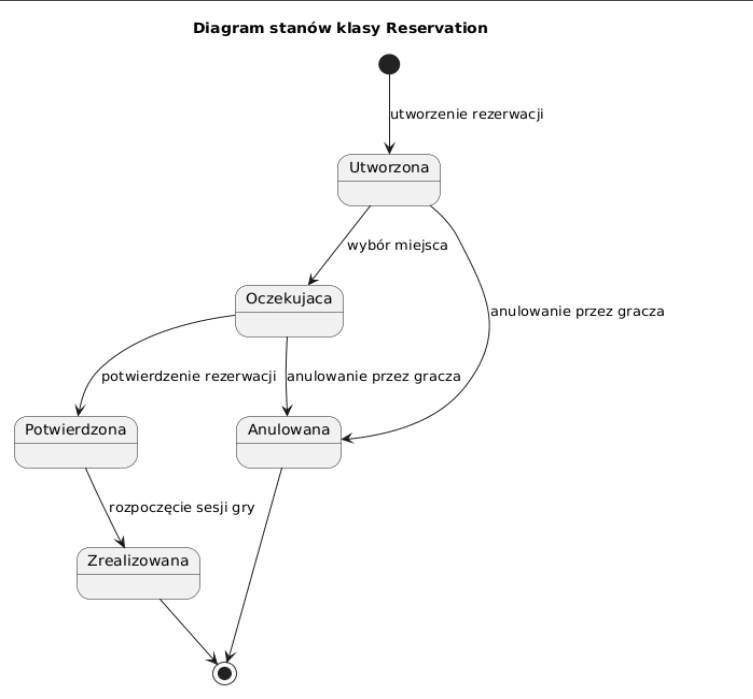 Diagram stanów klasy Reservation
utworzenie rezerwacji
Utworzona
wybór miejsca
Oczekujaca
anulowanie przez gracza
potwierdzenie rezerwacji
anulowanie przez gracza
Potwierdzona
Anulowana
rozpoczęcie sesji gry
Zrealizowana